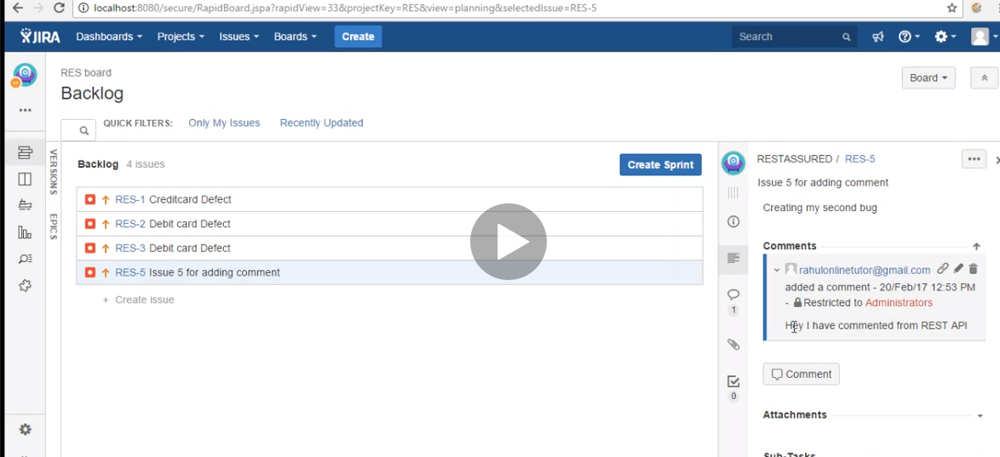 localhost:8080/secure/RapidBoard.jspa?rapidView=33&projectKey=RES&view=planning&selectedIssue=RES-5
JIRA Dashboards Projects Issues Boards Create Search
RES board
Backlog
Board
QUICK FILTERS: Only My Issues Recently Updated
VERSIONS
EPICS
Backlog 4 issues
Create Sprint
RES-1 Creditcard Defect
RES-2 Debit card Defect
RES-3 Debit card Defect
RES-5 Issue 5 for adding comment
+ Create issue
RESTASSURED / RES-5
Issue 5 for adding comment
Creating my second bug
Comments
rahulonlinetutor@gmail.com
added a comment - 20/Feb/17 12:53 PM
- Restricted to Administrators
Hey I have commented from REST API
1
Comment
0
Attachments
Sub-Tasks